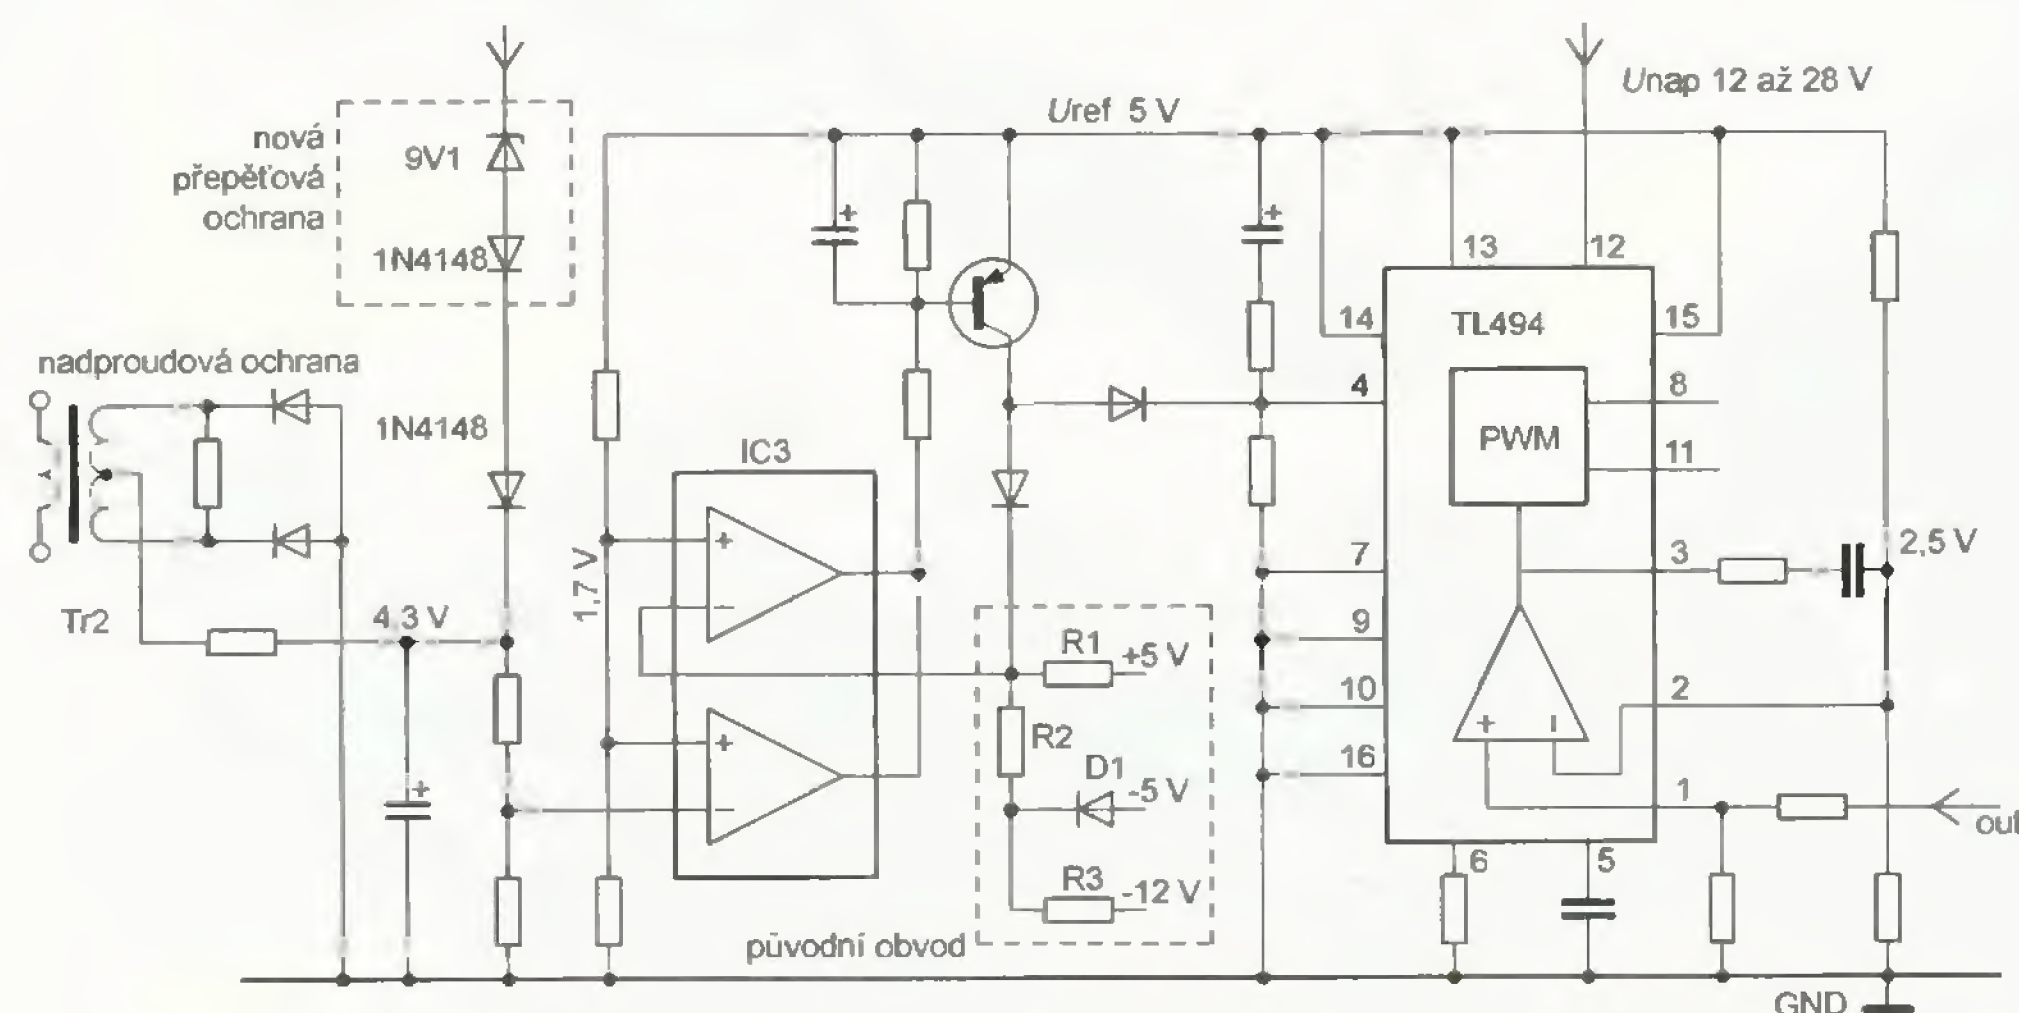 Unap 12 až 28 V
Uref 5 V
nová
přepěťová
ochrana
9V1
1N4148
13
12
14
TL494
15
nadproudová ochrana
1N4148
4
8
PWM
11
IC3
1,7 V
7
3
2,5 V
Tr2
4,3 V
+
-
R1
+5 V
9
10
2
R2
+
-
16
D1
-5 V
1
R3
-12 V
6
5
původní obvod
GND